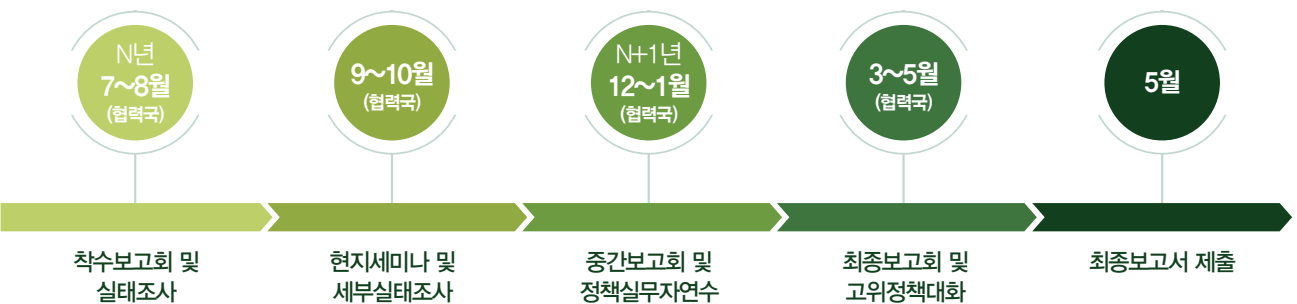 N년
7~8월
(협력국)
9~10월
(협력국)
N+1년
12~1월
(협력국)
3~5월
(협력국)
5월
착수보고회 및
실태조사
현지세미나 및
세부실태조사
중간보고회 및
정책실무자연수
최종보고회 및
고위정책대화
최종보고서 제출